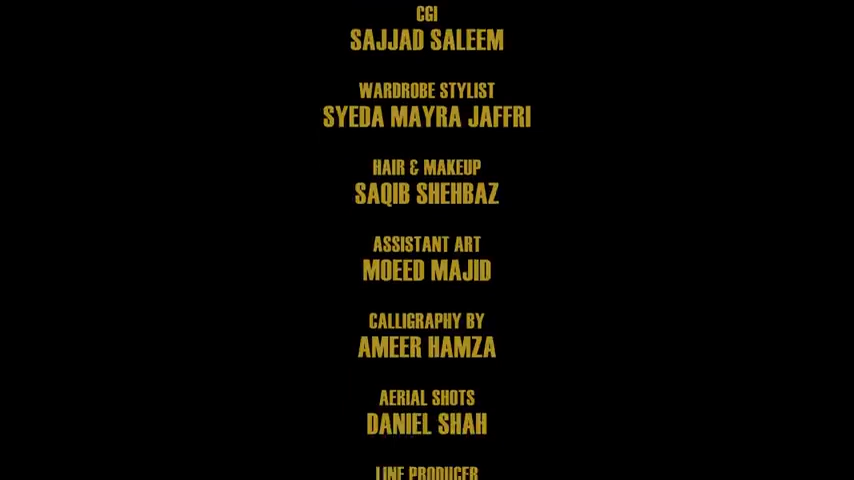 CGI
SAJJAD SALEEM
WARDROBE STYLIST
SYEDA MAYRA JAFFRI
HAIR & MAKEUP
SAQIB SHEHBAZ
ASSISTANT ART
MOEED MAJID
CALLIGRAPHY BY
AMEER HAMZA
AERIAL SHOTS
DANIEL SHAH
LINE PRODUCER